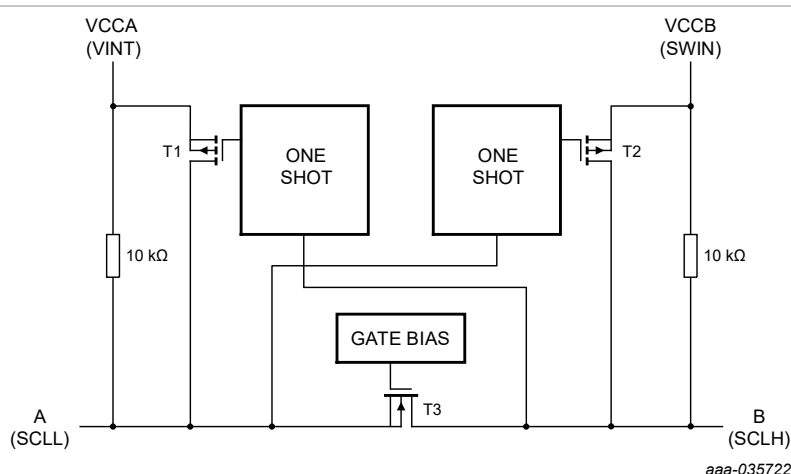 VCCA
(VINT)
VCCB
(SWIN)
T1
ONE
SHOT
ONE
SHOT
T2
10 kΩ
10 kΩ
GATE BIAS
T3
A
(SCLL)
B
(SCLH)
aaa-035722